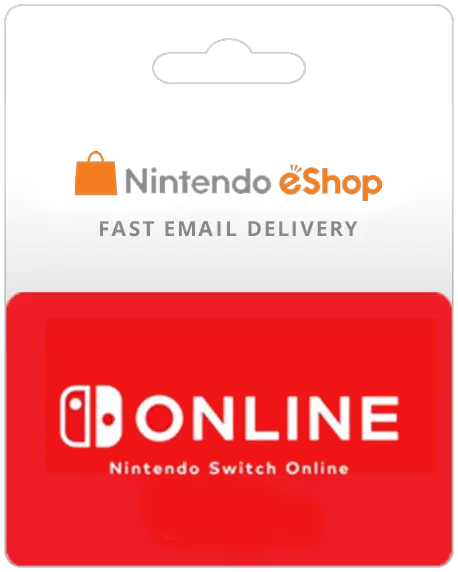 Nintendo eShop
FAST EMAIL DELIVERY
ONLINE
Nintendo Switch Online